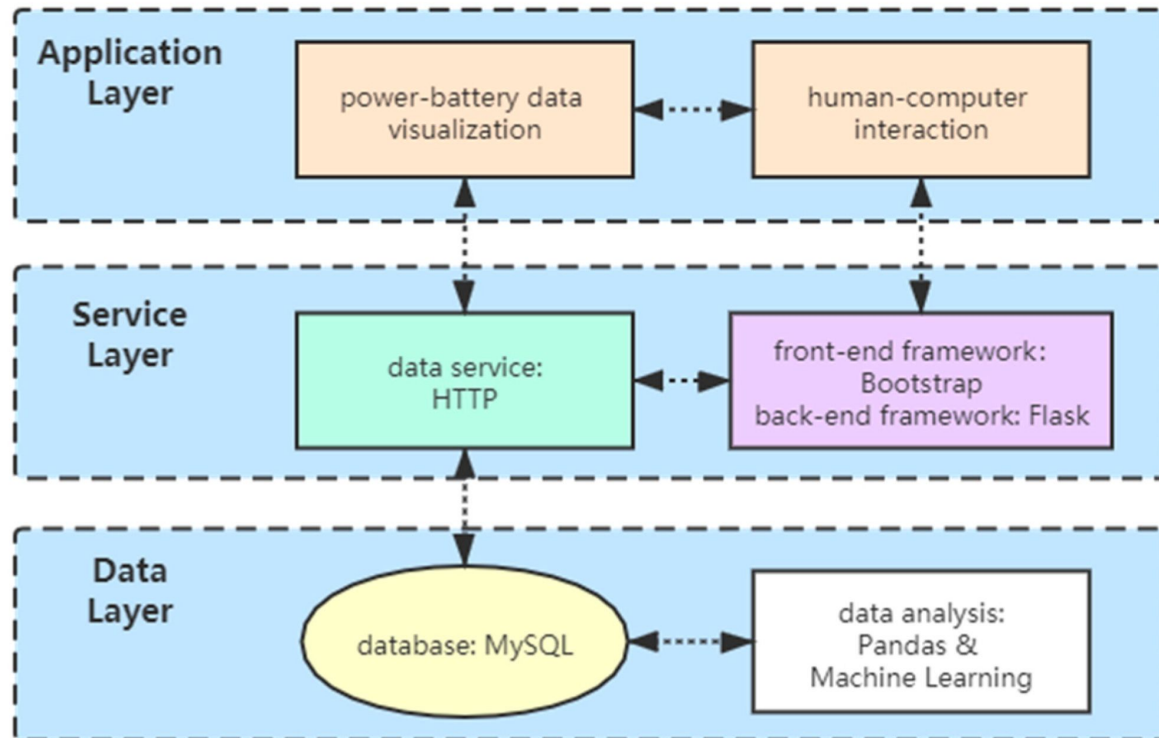 Application
Layer
power-battery data
visualization
human-computer
interaction
Service
Layer
data service:
HTTP
front-end framework:
Bootstrap
back-end framework: Flask
Data
Layer
database: MySQL
data analysis:
Pandas &
Machine Learning